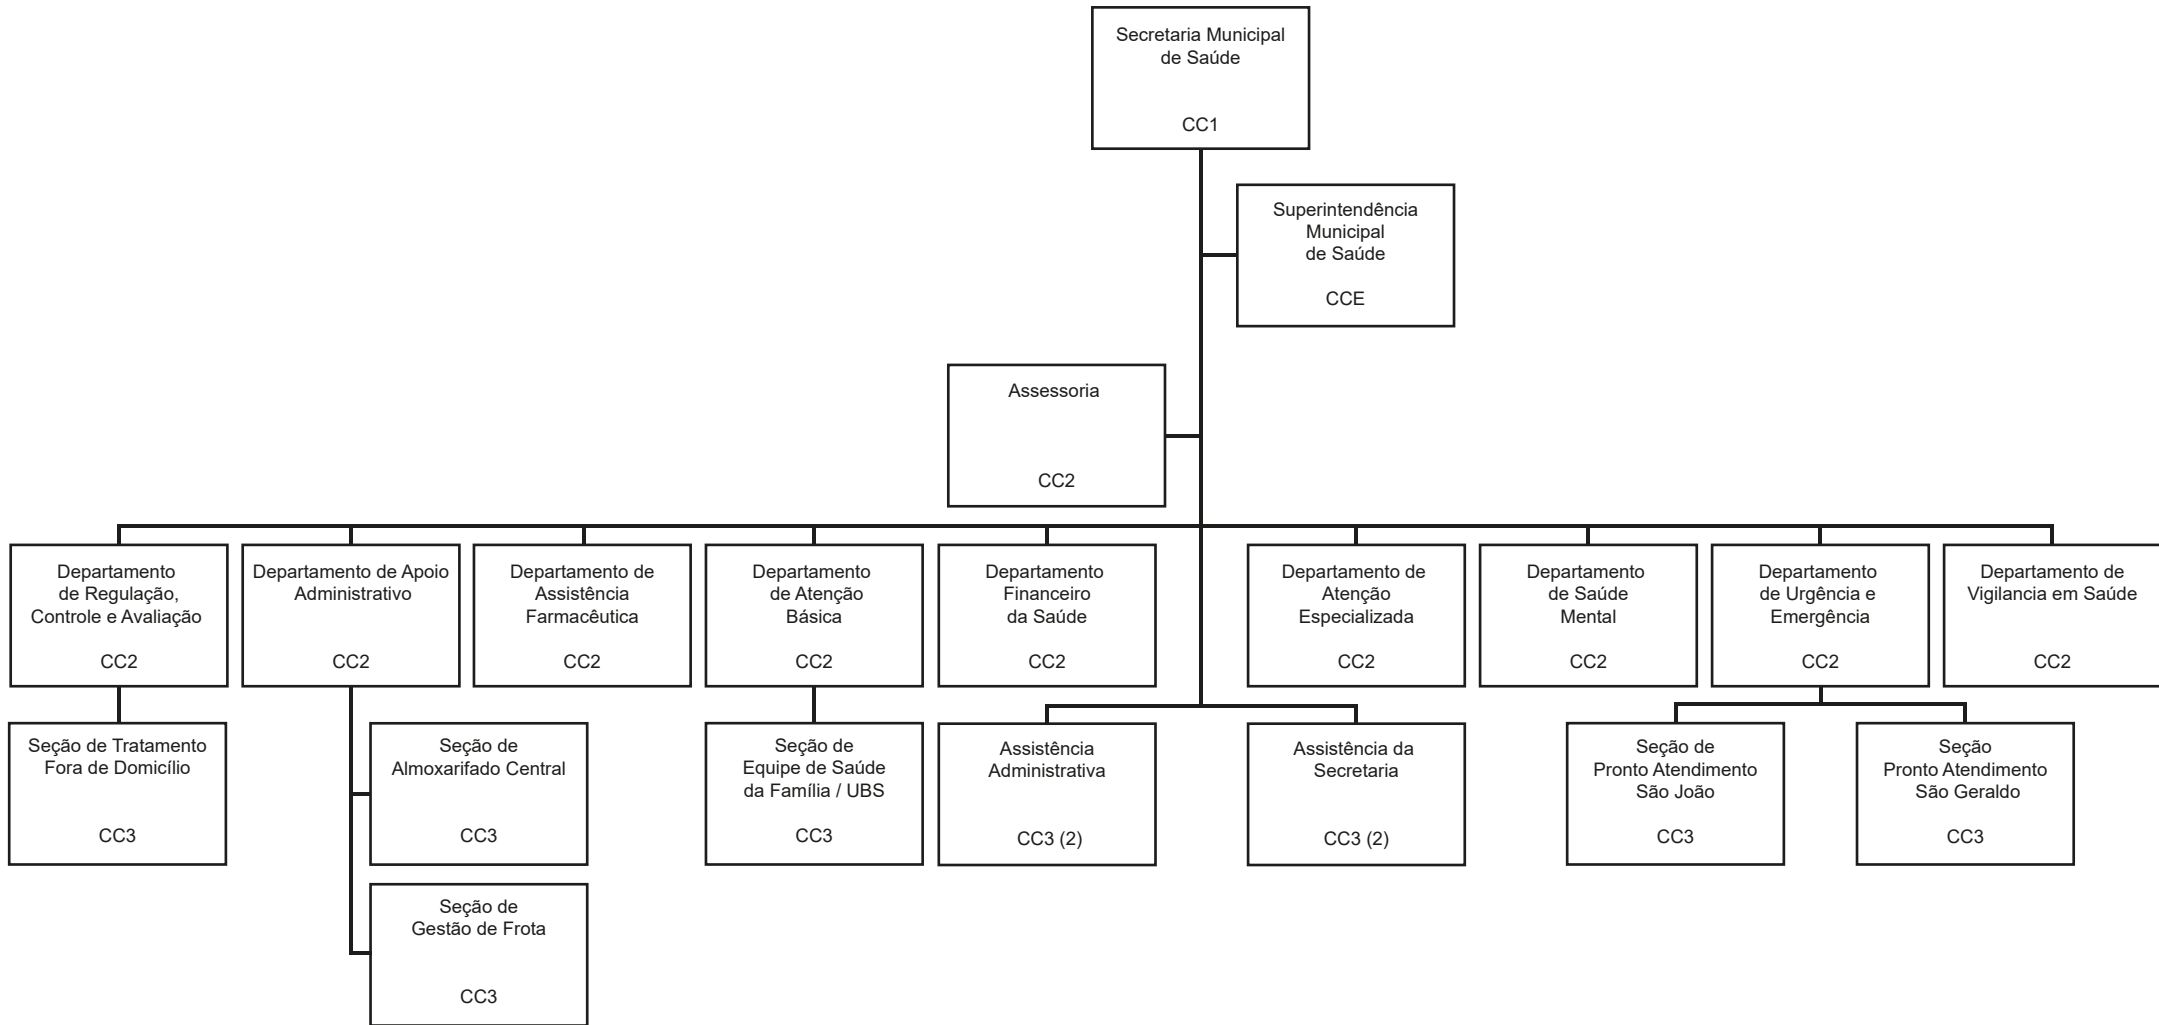 Secretaria Municipal
de Saúde
CC1
Superintendência
Municipal
de Saúde
CCE
Assessoria
CC2
Departamento
de Regulação,
Controle e Avaliação
CC2
Departamento de Apoio
Administrativo
CC2
Departamento de
Assistência
Farmacêutica
CC2
Departamento
de Atenção
Básica
CC2
Departamento
Financeiro
da Saúde
CC2
Departamento de
Atenção
Especializada
CC2
Departamento
de Saúde
Mental
CC2
Departamento
de Urgência e
Emergência
CC2
Departamento de
Vigilancia em Saúde
CC2
Seção de Tratamento
Fora de Domicílio
CC3
Seção de
Almoxarifado Central
CC3
Seção de
Equipe de Saúde
da Família / UBS
CC3
Assistência
Administrativa
CC3 (2)
Assistência da
Secretaria
CC3 (2)
Seção de
Pronto Atendimento
São João
CC3
Seção
Pronto Atendimento
São Geraldo
CC3
Seção de
Gestão de Frota
CC3